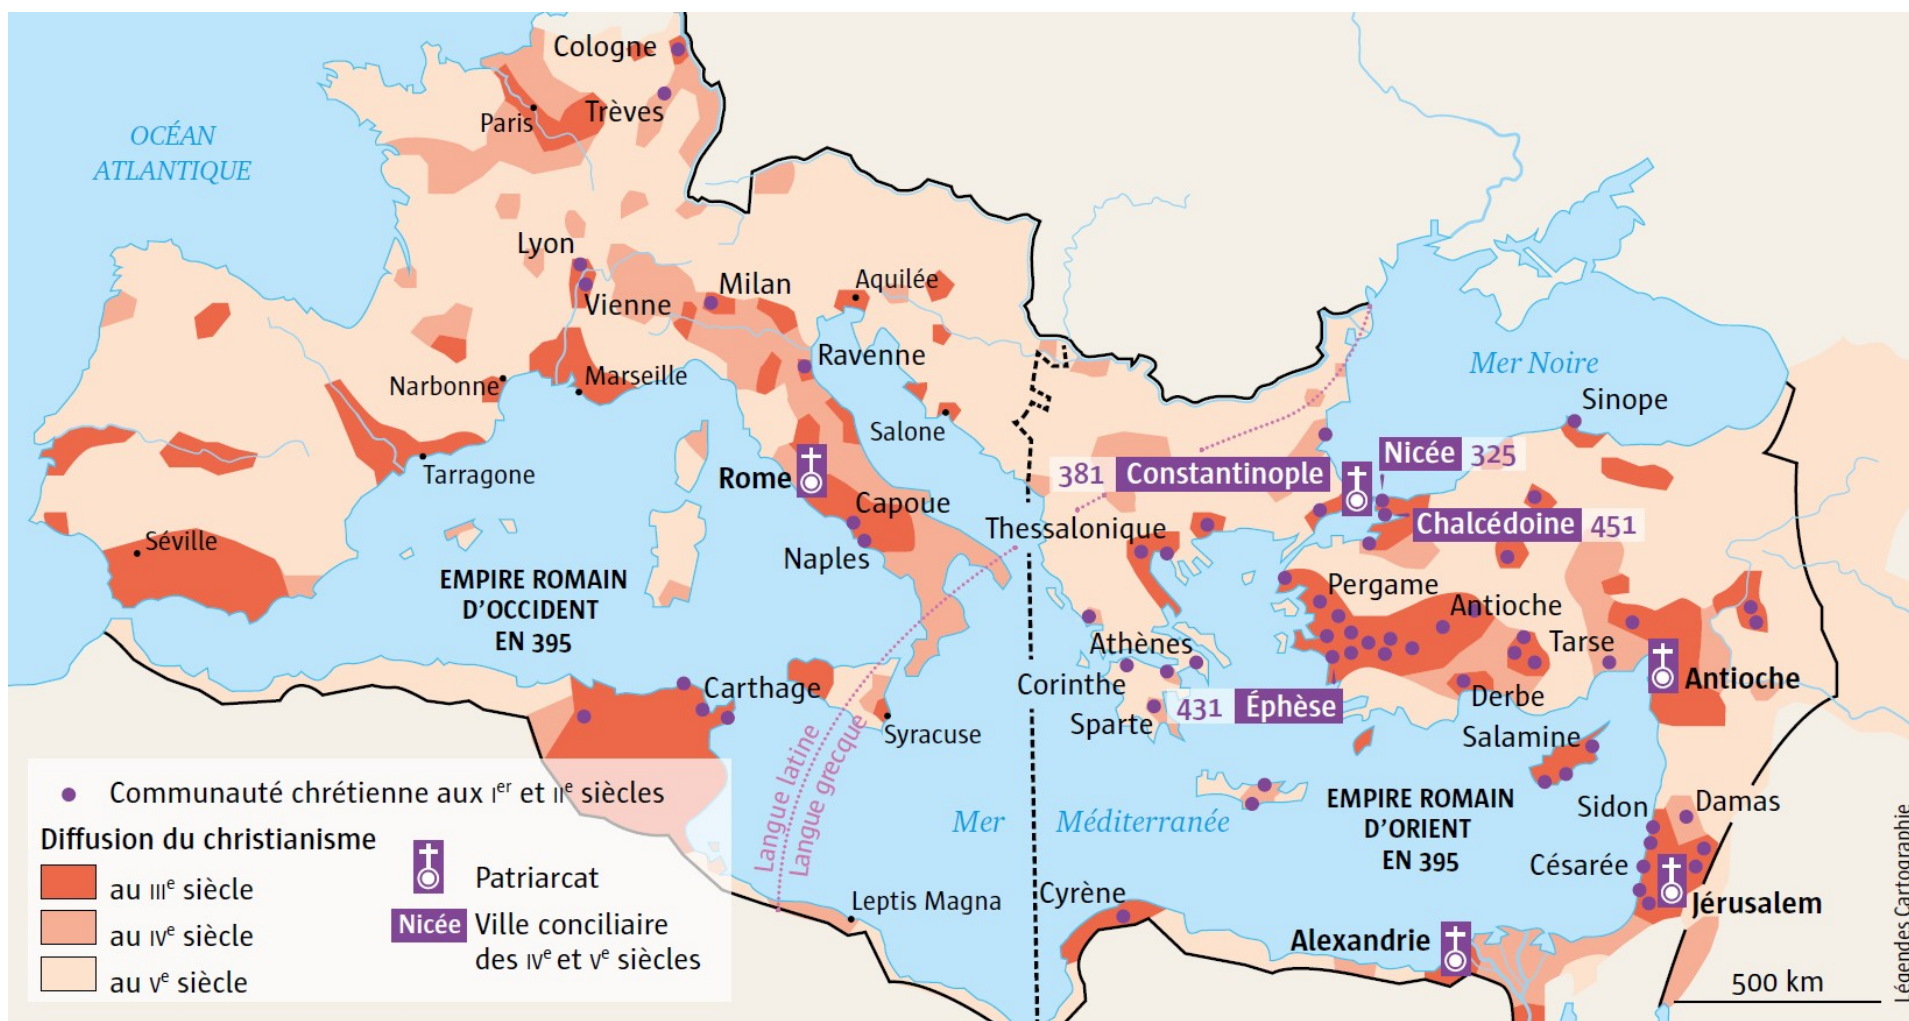 Cologne
Trèves
Paris
OCÉAN
ATLANTIQUE
Lyon
Vienne
Milan
Aquilée
Ravenne
Narbonne
Marseille
Salone
Tarragone
Séville
Rome
Capoue
Naples
EMPIRE ROMAIN
D’OCCIDENT
EN 395
Carthage
Syracuse
Langue latine
Langue grecque
Leptis Magna
Mer Noire
Sinope
Nicée 325
381 Constantinople
Chalcédoine 451
Thessalonique
Pergame
Antioche
Tarse
Athènes
Corinthe
Sparte
431 Éphèse
Derbe
Antioche
Salamine
Mer Méditerranée
EMPIRE ROMAIN
D’ORIENT
EN 395
Sidon
Damas
Césarée
Jérusalem
Cyrène
Alexandrie
500 km
Légendes Cartographie
Communauté chrétienne aux Ier et IIe siècles
Diffusion du christianisme
au IIIe siècle
au IVe siècle
au Ve siècle
Patriarcat
Nicée Ville conciliaire
des IVe et Ve siècles